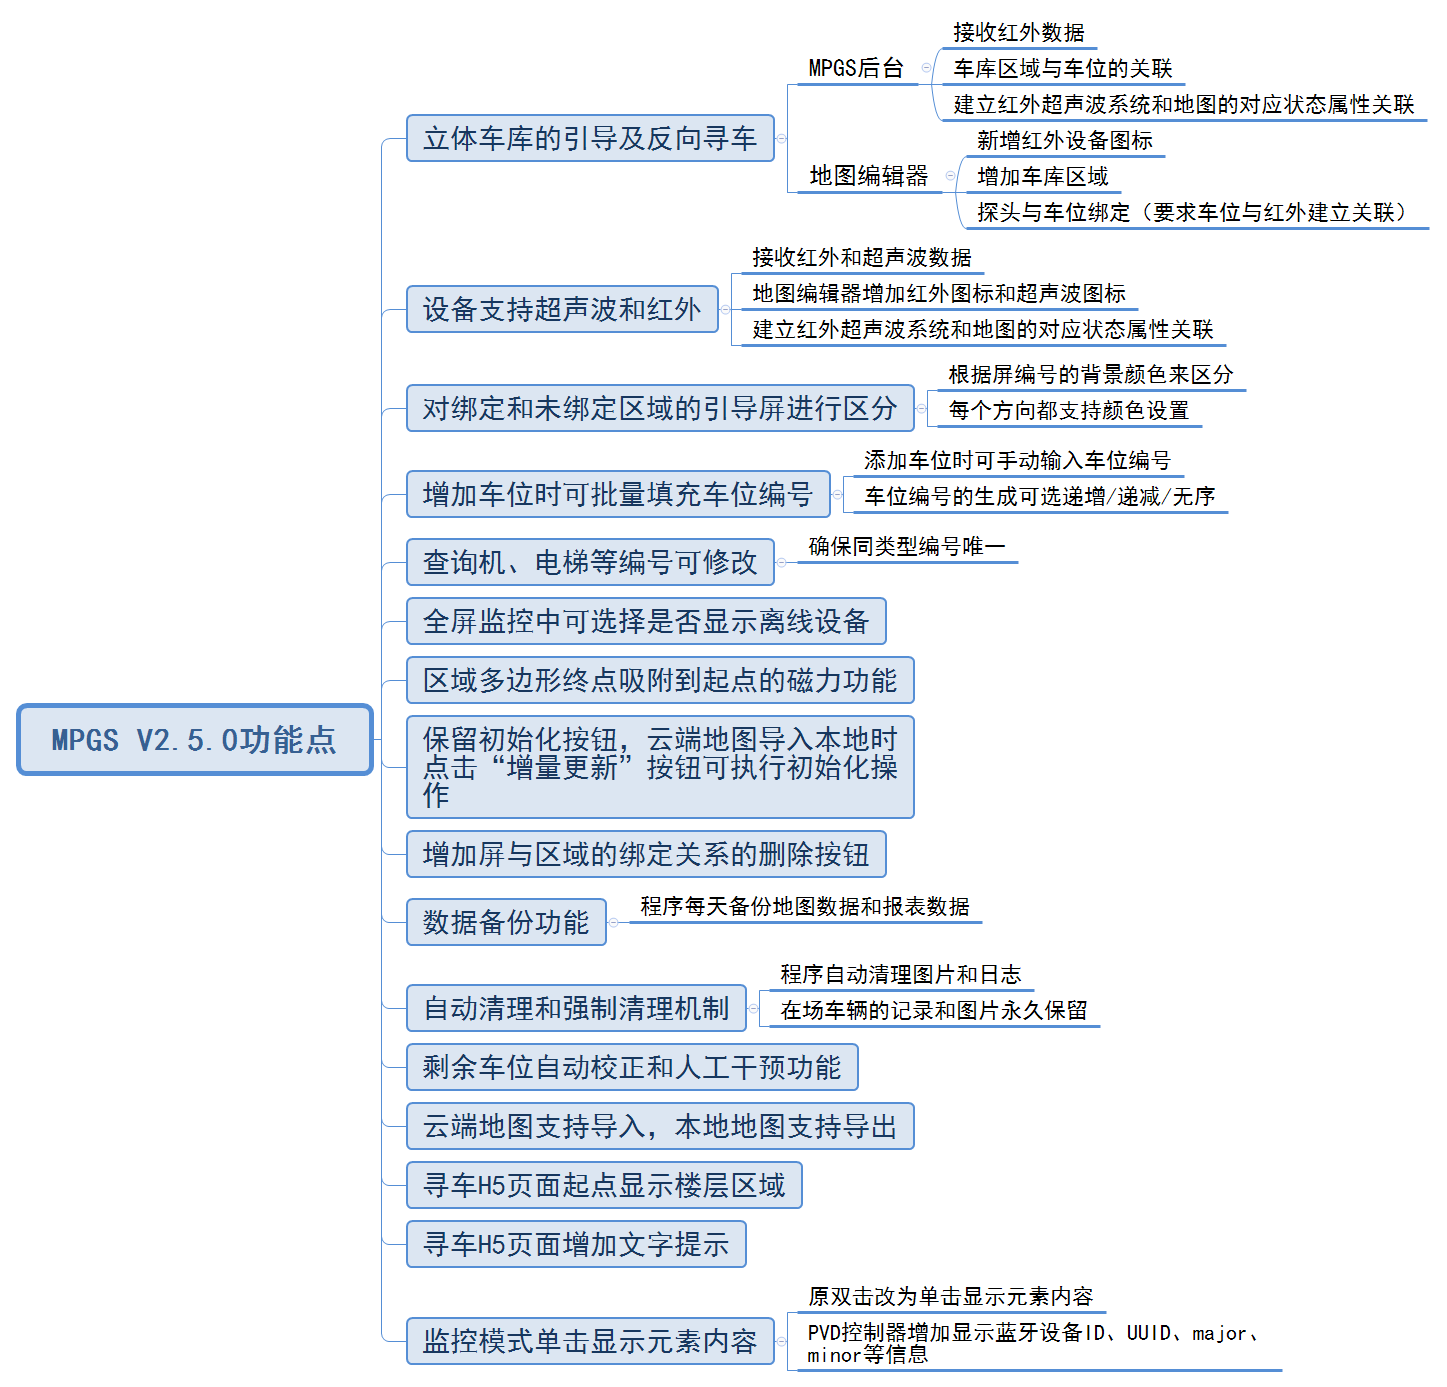 MPGS V2.5.0功能点
立体车库的引导及反向寻车
MPGS后台
接收红外数据
车库区域与车位的关联
建立红外超声波系统和地图的对应状态属性关联
地图编辑器
新增红外设备图标
增加车库区域
探头与车位绑定（要求车位与红外建立关联）
设备支持超声波和红外
接收红外和超声波数据
地图编辑器增加红外图标和超声波图标
建立红外超声波系统和地图的对应状态属性关联
对绑定和未绑定区域的引导屏进行区分
根据屏编号的背景颜色来区分
每个方向都支持颜色设置
增加车位时可批量填充车位编号
添加车位时可手动输入车位编号
车位编号的生成可选递增/递减/无序
查询机、电梯等编号可修改
确保同类型编号唯一
全屏监控中可选择是否显示离线设备
区域多边形终点吸附到起点的磁力功能
保留初始化按钮，云端地图导入本地时
点击“增量更新”按钮可执行初始化操
作
增加屏与区域的绑定关系的删除按钮
数据备份功能
程序每天备份地图数据和报表数据
自动清理和强制清理机制
程序自动清理图片和日志
在场车辆的记录和图片永久保留
剩余车位自动校正和人工干预功能
云端地图支持导入，本地地图支持导出
寻车H5页面起点显示楼层区域
寻车H5页面增加文字提示
监控模式单击显示元素内容
原双击改为单击显示元素内容
PVD控制器增加显示蓝牙设备ID、UUID、major、
minor等信息